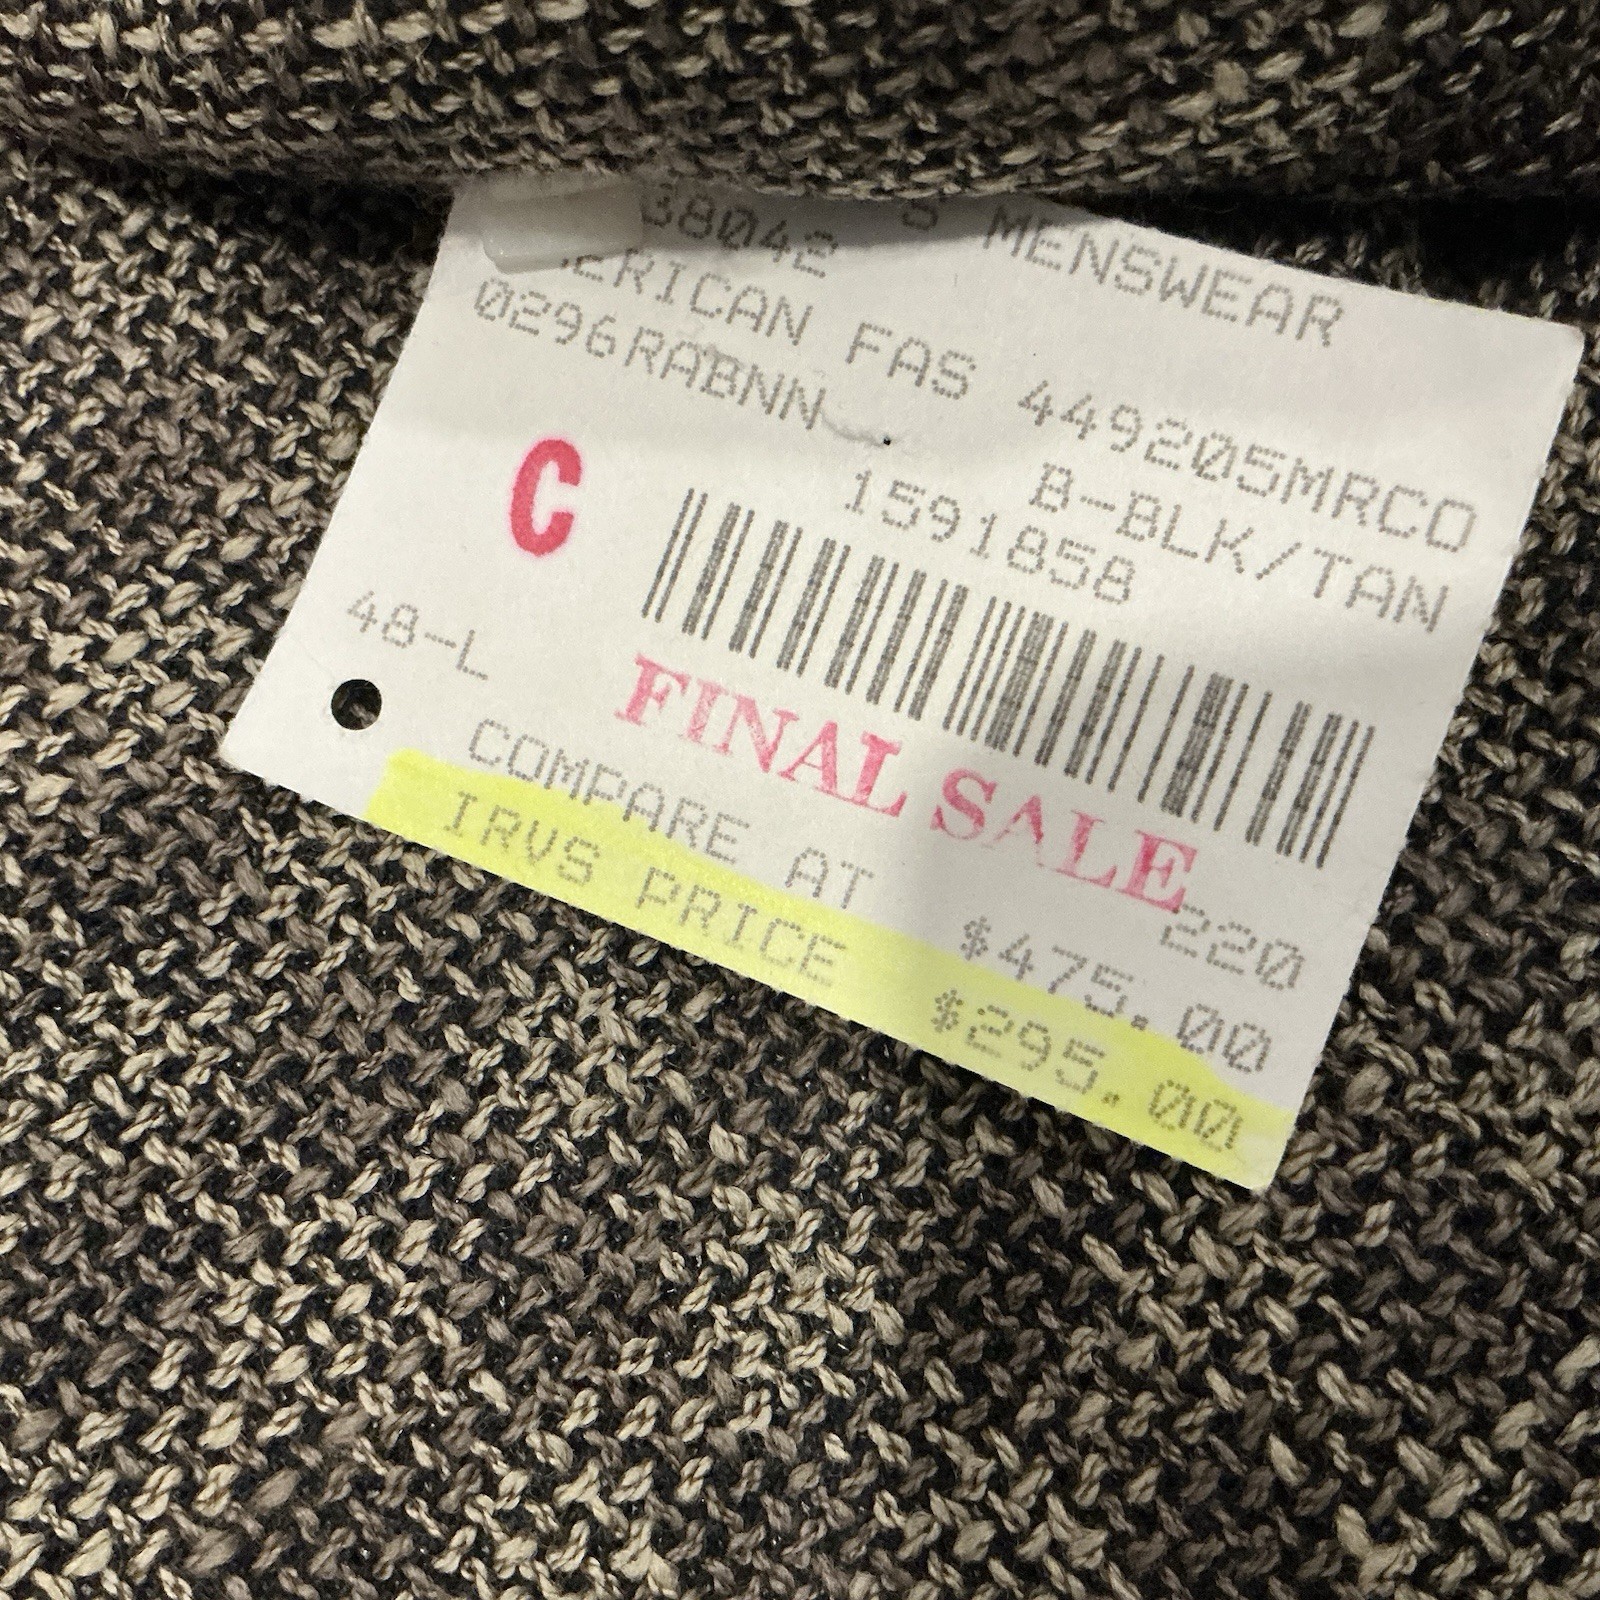 38042 S MENSWEAR
ERICAN FAS 449205MRCO
0296RABNN B-BLK/TAN
1591858
C
48-L
FINAL SALE
220
COMPARE AT $475.00
IRVS PRICE $295.00